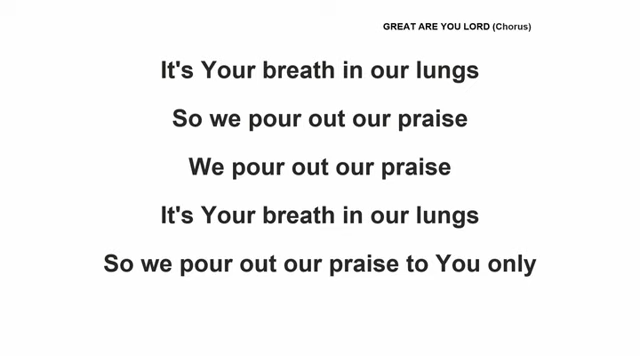 GREAT ARE YOU LORD (Chorus)
It's Your breath in our lungs
So we pour out our praise
We pour out our praise
It's Your breath in our lungs
So we pour out our praise to You only